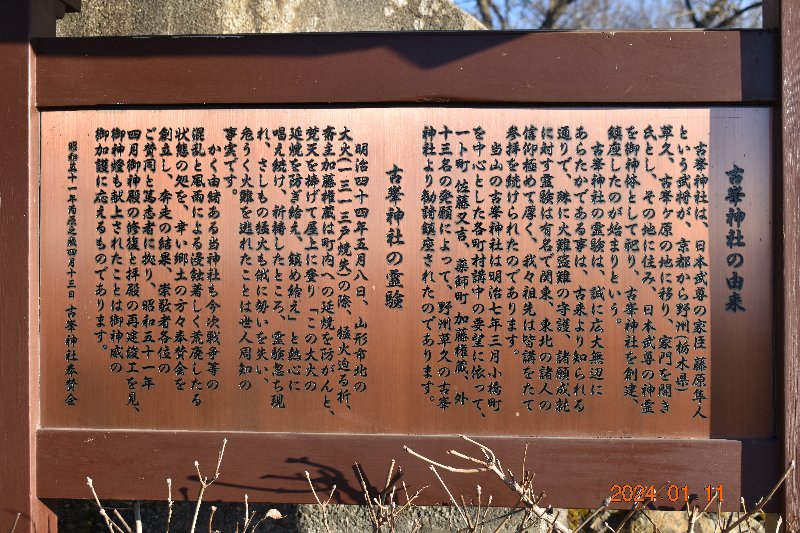 古峯神社の由来
古峯神社は、日本武尊の家臣 藤原隼人
という武将が、京都から野洲(栃木県)
草久、古峯ケ原の地に移り、家門を開き
氏とし、その地に住み、日本武尊の神霊
を御神体として祀り、古峯神社を創建、
鎮座したのが始まりという。
古峯神社の霊験は、誠に広大無辺に
あらたかである事は、古来より知られる
通りで、殊に火難盗難の守護、諸願成就
に対す霊験は有名で関東、東北の諸人の
信仰極めて厚く、我々祖先は皆講をたて
参拝を続けられたのであります。
当山の古峯神社は明治七年三月小橋町
を中心とした各町村講中の要望に依って、
一ト町 佐藤又吉、薬師町 加藤権蔵、外
十三名の発願によって、野洲草久の古峯
神社より御討鎮座されたのであります。
古峯神社の霊験
明治四十四年五月八日、山形市北の
大火(一三一三戸焼失)の際、猛火迫る折、
斎主加藤権蔵は町内への延焼を防がんと、
梵天を捧げて屋上に登り「この大火の
延焼を防ぎ給え、鎮め給え」と熱心に
唱え続け、祈祷したところ、霊験忽ち現
れ、さしもの猛火も俄に勢いを失い、
危うく火難を逃れたことは世人周知の
事実です。
かく由緒ある当神社も今次戦争等の
混乱と風雨による浸蝕著しく荒廃したる
状態の処を、幸い郷土の方々奉賛会を
創立し、奔走の結果、崇敬者各位の
ご賛同と篤志者に拠り、昭和五十一年
四月御神殿の修復と拝殿の再建竣工を見、
御神燈も献上されたことは御神威の
御加護に応えるものであります。
昭和五十一年丙辰之歳四月十三日 古峯神社奉賛会
2024 01 11